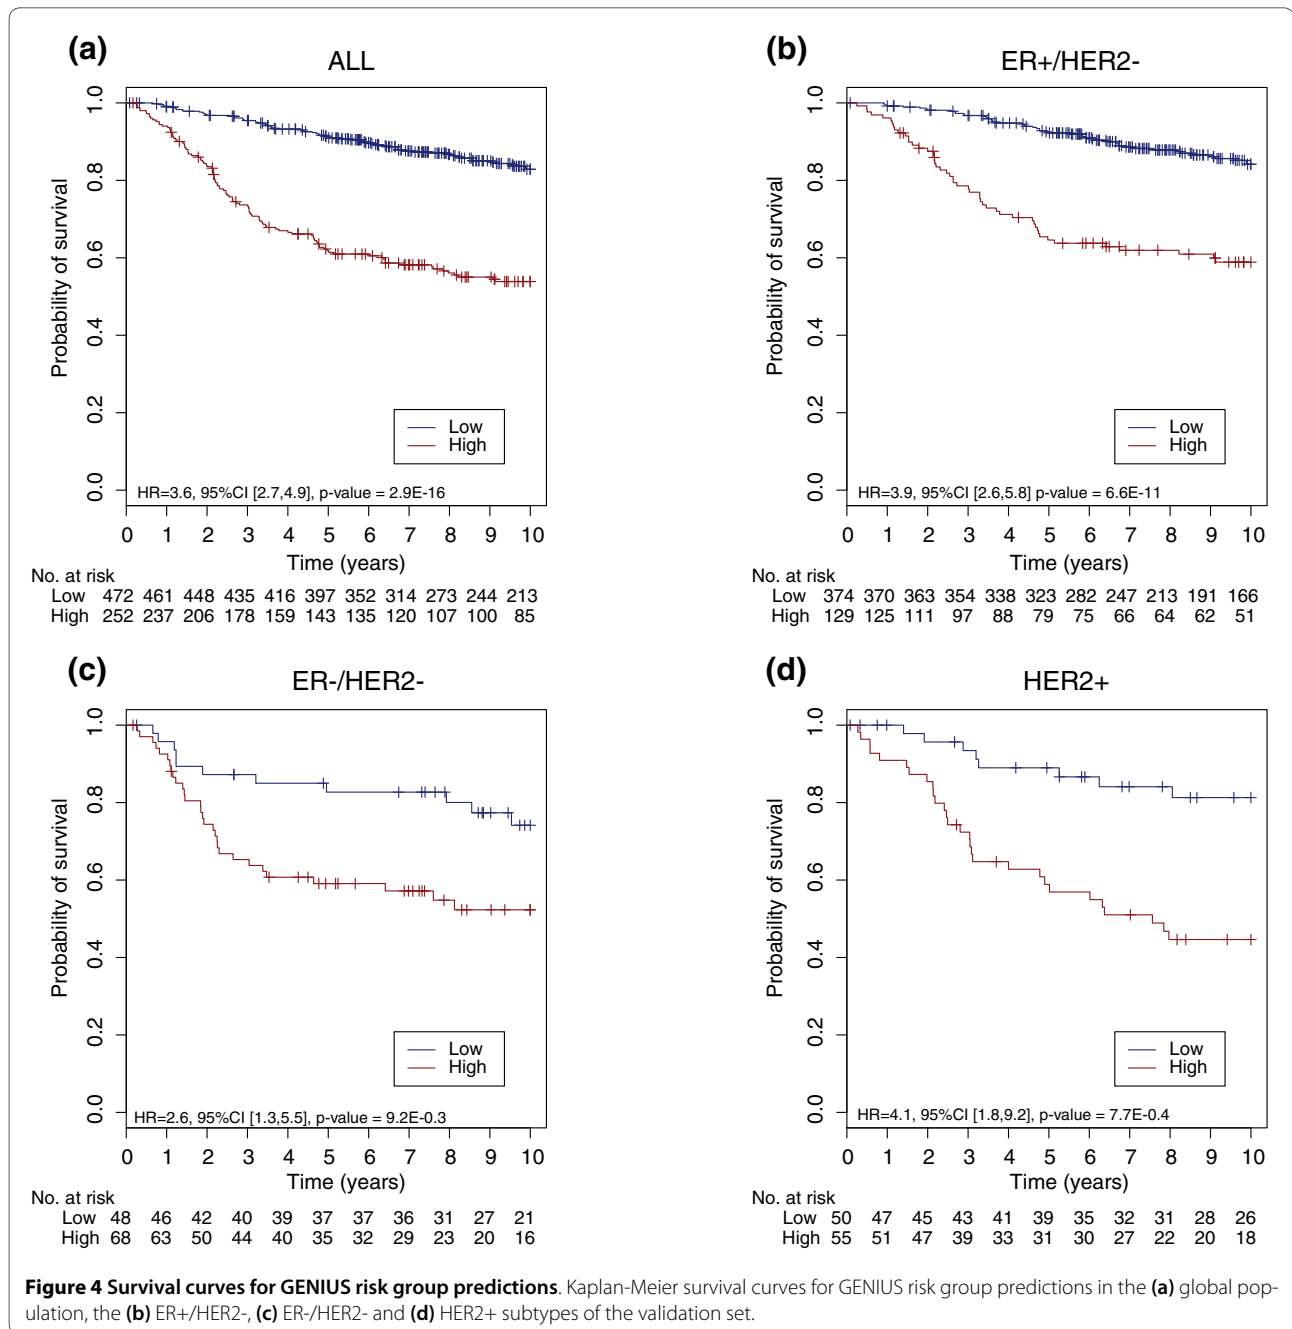 (a)
ALL
Probability of survival
1.0
0.8
0.6
0.4
0.2
0.0
Low
High
HR=3.6, 95%CI [2.7,4.9], p-value = 2.9E-16
0 1 2 3 4 5 6 7 8 9 10
Time (years)
No. at risk
Low 472 461 448 435 416 397 352 314 273 244 213
High 252 237 206 178 159 143 135 120 107 100 85
(b)
ER+/HER2-
Probability of survival
1.0
0.8
0.6
0.4
0.2
0.0
Low
High
HR=3.9, 95%CI [2.6,5.8] p-value = 6.6E-11
0 1 2 3 4 5 6 7 8 9 10
Time (years)
No. at risk
Low 374 370 363 354 338 323 282 247 213 191 166
High 129 125 111 97 88 79 75 66 64 62 51
(c)
ER-/HER2-
Probability of survival
1.0
0.8
0.6
0.4
0.2
0.0
Low
High
HR=2.6, 95%CI [1.3,5.5], p-value = 9.2E-0.3
0 1 2 3 4 5 6 7 8 9 10
Time (years)
No. at risk
Low 48 46 42 40 39 37 37 36 31 27 21
High 68 63 50 44 40 35 32 29 23 20 16
(d)
HER2+
Probability of survival
1.0
0.8
0.6
0.4
0.2
0.0
Low
High
HR=4.1, 95%CI [1.8,9.2], p-value = 7.7E-0.4
0 1 2 3 4 5 6 7 8 9 10
Time (years)
No. at risk
Low 50 47 45 43 41 39 35 32 31 28 26
High 55 51 47 39 33 31 30 27 22 20 18
Figure 4 Survival curves for GENIUS risk group predictions. Kaplan-Meier survival curves for GENIUS risk group predictions in the (a) global pop-
ulation, the (b) ER+/HER2-, (c) ER-/HER2- and (d) HER2+ subtypes of the validation set.